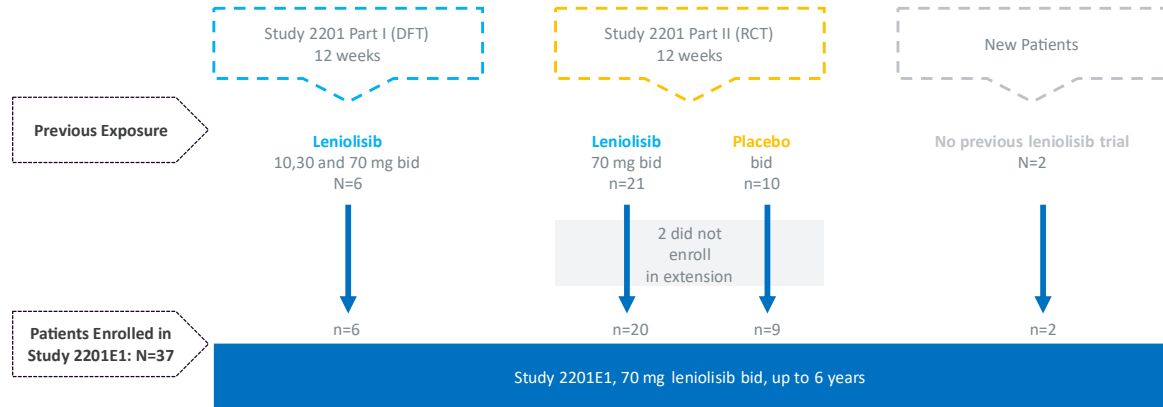 Study 2201 Part I (DFT)
12 weeks
Study 2201 Part II (RCT)
12 weeks
New Patients
Previous Exposure
Leniolisib
10,30 and 70 mg bid
N=6
Leniolisib
70 mg bid
n=21
Placebo
bid
n=10
No previous leniolisib trial
N=2
2 did not
enroll
in extension
Patients Enrolled in
Study 2201E1: N=37
n=6
n=20
n=9
n=2
Study 2201E1, 70 mg leniolisib bid, up to 6 years